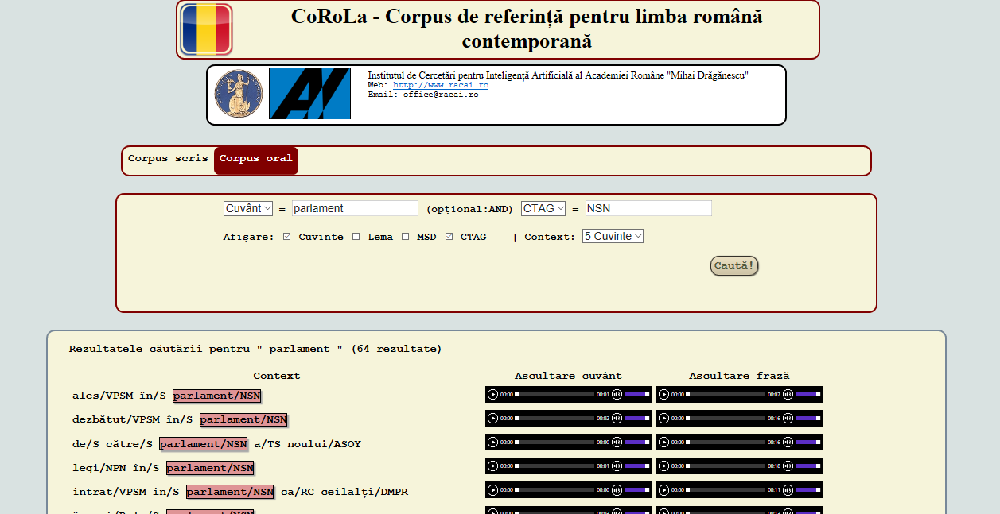 CoRoLa - Corpus de referință pentru limba română
contemporană
Institutul de Cercetări pentru Inteligență Artificială al Academiei Române "Mihai Drăgănescu"
Web: http://www.racai.ro
Email: office@racai.ro
Corpus scris Corpus oral
Cuvânt = parlament (opțional:AND) CTAG = NSN
Afișare: Cuvinte Lema MSD CTAG | Context: 5 Cuvinte
Caută!
Rezultatele căutării pentru " parlament " (64 rezultate)
Context Ascultare cuvânt Ascultare frază
ales/VPSM în/S parlament/NSN 00:00 00:01 00:00 00:07
dezbătut/VPSM în/S parlament/NSN 00:00 00:02 00:00 00:16
de/S către/S parlament/NSN a/TS noului/ASOY 00:00 00:00 00:00 00:16
legi/NPN în/S parlament/NSN 00:00 00:01 00:00 00:18
intrat/VPSM în/S parlament/NSN ca/RC ceilalți/DMPR 00:00 00:01 00:00 00:11